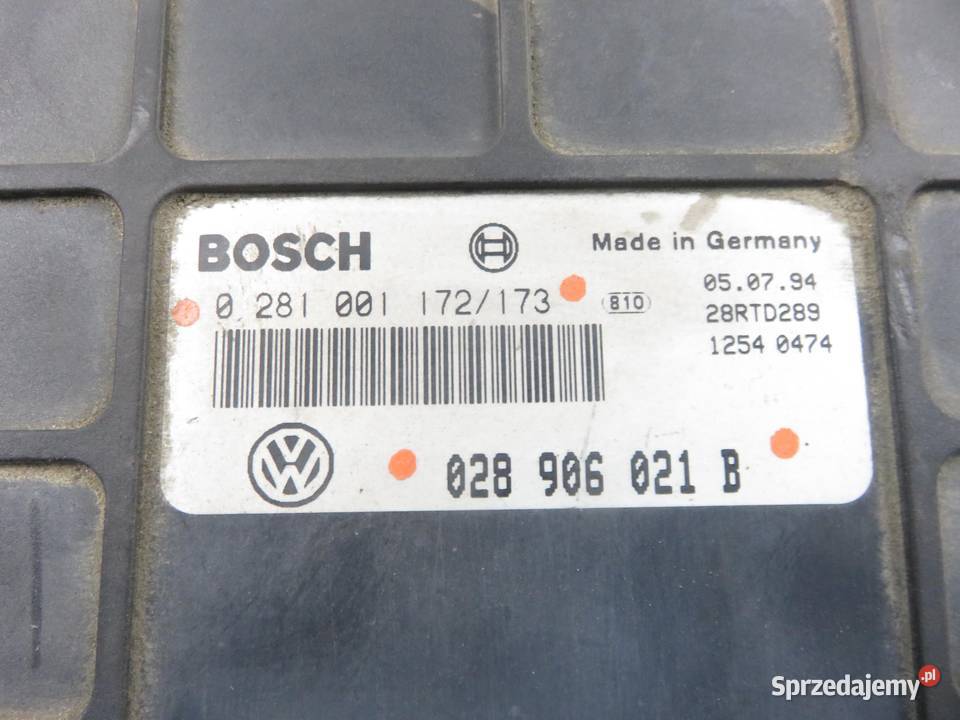 BOSCH
Made in Germany
0 281 001 172/173
810
05.07.94
28RTD289
1254 0474
028 906 021 B
Sprzedajemy.pl